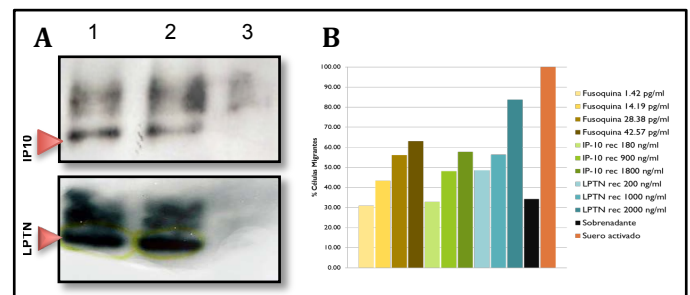 A
1 2 3
IP10
LPTN
B
100.00
90.00
80.00
70.00
60.00
50.00
40.00
30.00
20.00
10.00
0.00
% Células Migrantes
Fusoquina 1.42 pg/ml
Fusoquina 14.19 pg/ml
Fusoquina 28.38 pg/ml
Fusoquina 42.57 pg/ml
IP-10 rec 180 ng/ml
IP-10 rec 900 ng/ml
IP-10 rec 1800 ng/ml
LPTN rec 200 ng/ml
LPTN rec 1000 ng/ml
LPTN rec 2000 ng/ml
Sobrenadante
Suero activado